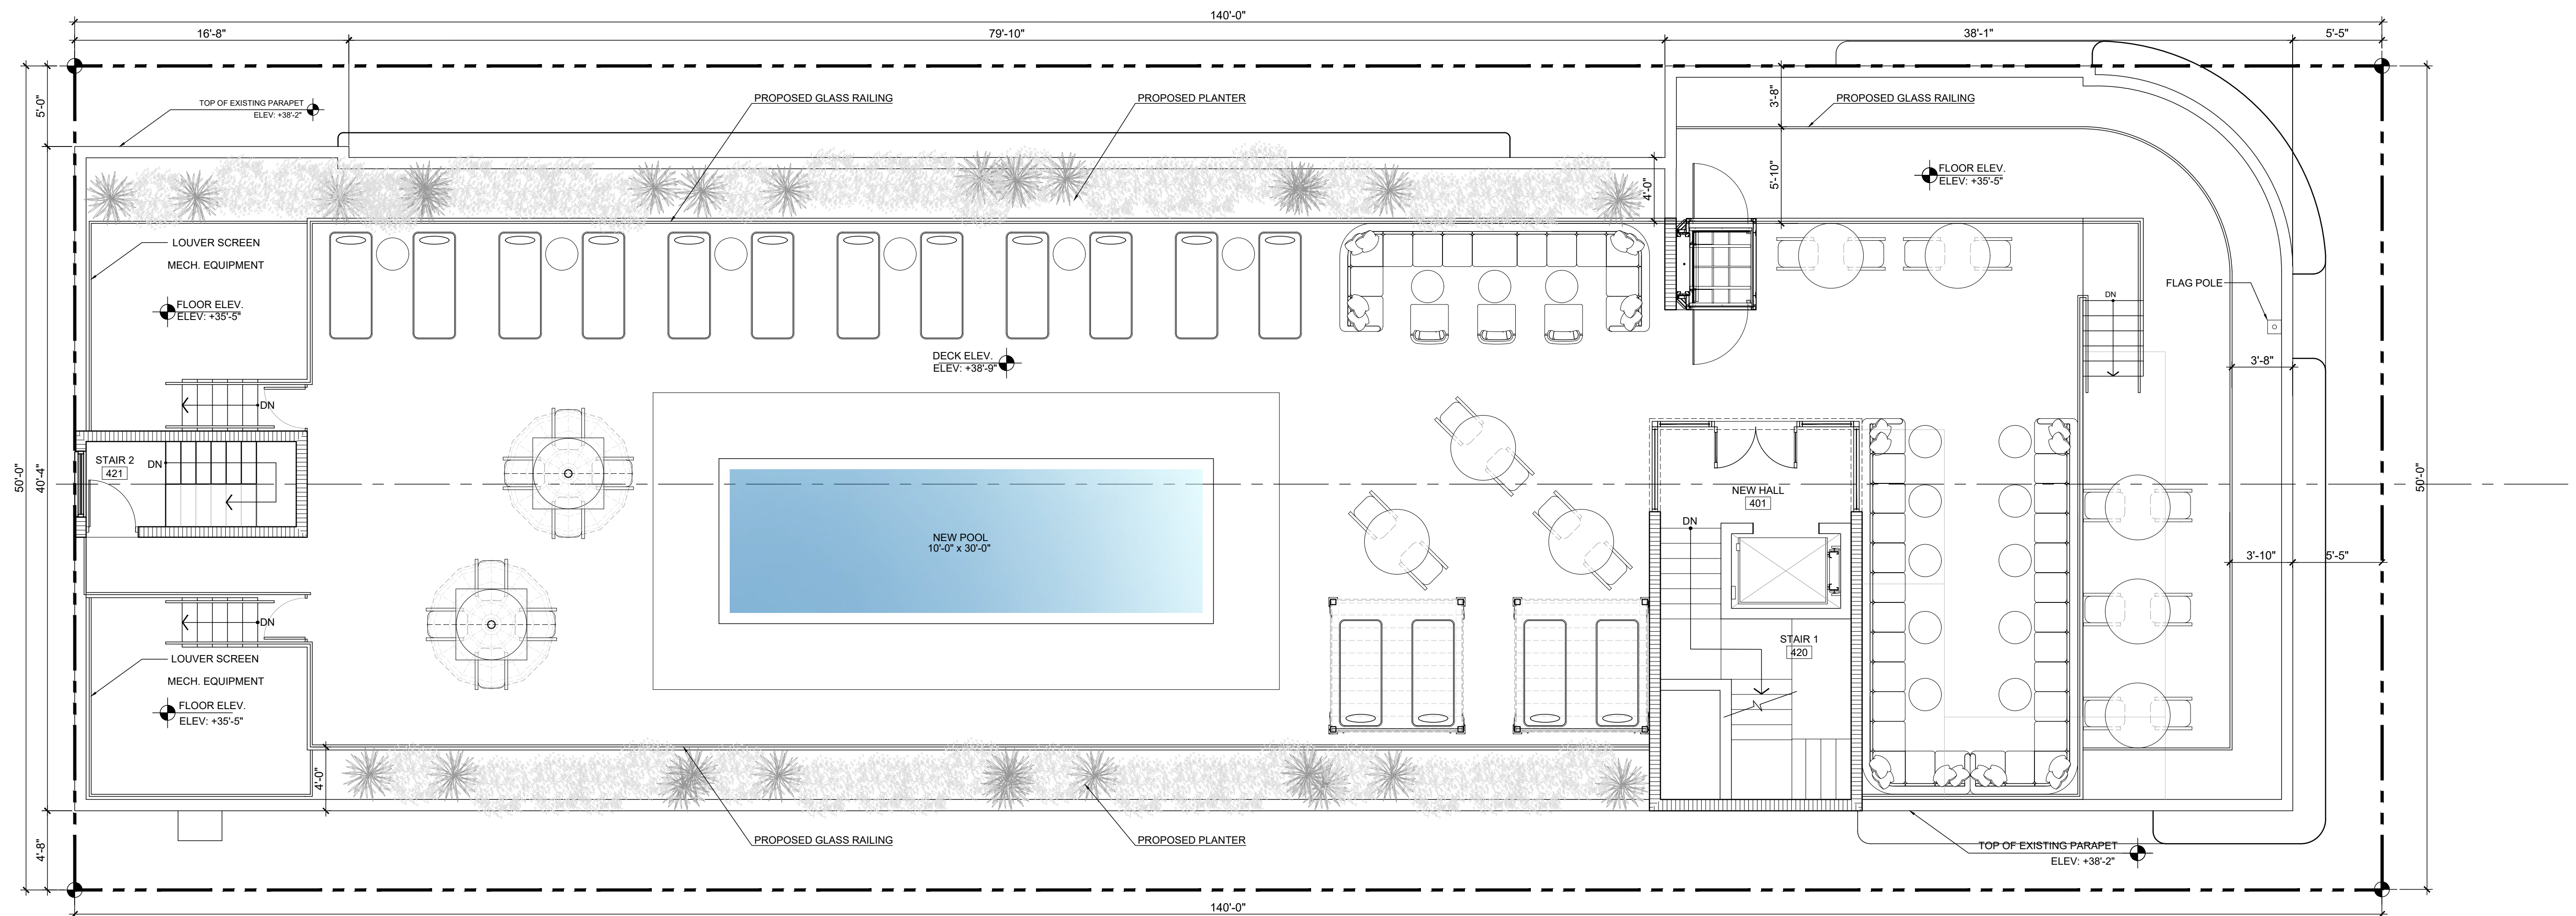 140'-0"
16'-8"
79'-10"
38'-1"
5'-5"
5'-0"
TOP OF EXISTING PARAPET
ELEV: +38'-2"
PROPOSED GLASS RAILING
PROPOSED PLANTER
3'-8"
PROPOSED GLASS RAILING
5'-10"
FLOOR ELEV.
ELEV: +35'-5"
4'-0"
LOUVER SCREEN
MECH. EQUIPMENT
FLOOR ELEV.
ELEV: +35'-5"
FLAG POLE
DN
DECK ELEV.
ELEV: +38'-9"
3'-8"
DN
STAIR 2
421
DN
50'-0"
40'-4"
NEW HALL
401
50'-0"
DN
NEW POOL
10'-0" x 30'-0"
3'-10"
5'-5"
DN
STAIR 1
420
LOUVER SCREEN
MECH. EQUIPMENT
FLOOR ELEV.
ELEV: +35'-5"
4'-0"
4'-8"
PROPOSED GLASS RAILING
PROPOSED PLANTER
TOP OF EXISTING PARAPET
ELEV: +38'-2"
140'-0"